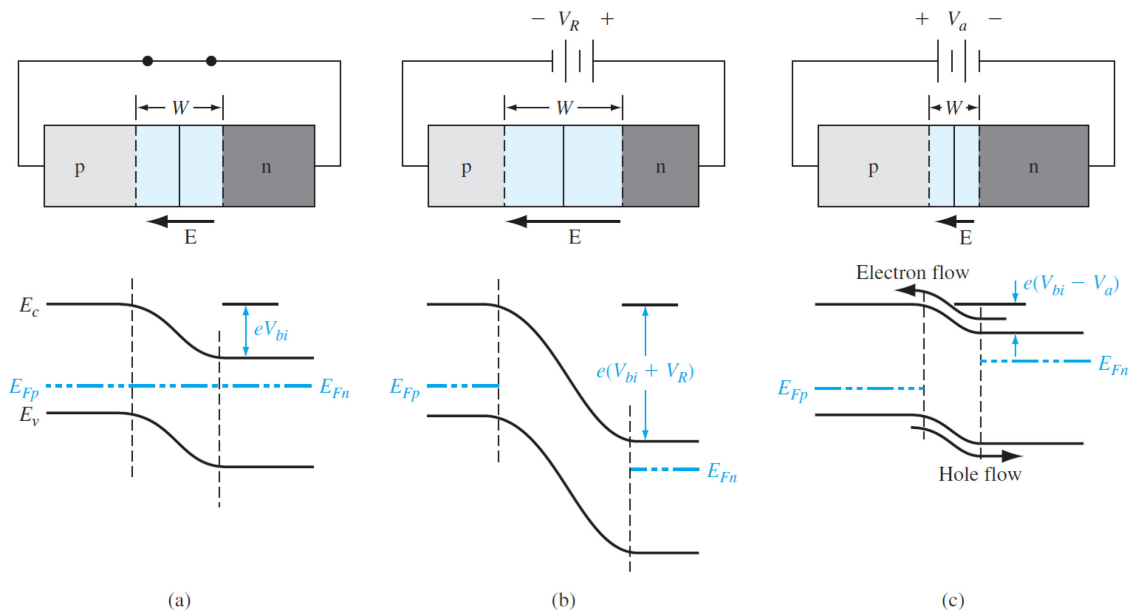 − V_R +
+ V_a −
W
W
W
p
n
p
n
p
n
E
E
E
E_c
eV_bi
E_Fp
E_Fn
E_v
E_Fp
e(V_bi + V_R)
E_Fn
Electron flow
e(V_bi − V_a)
E_Fp
E_Fn
Hole flow
(a)
(b)
(c)